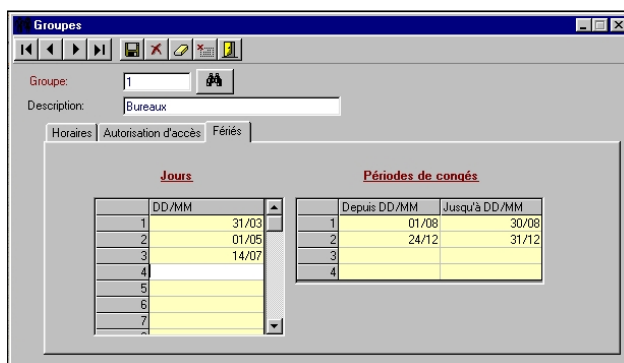 Groupes
Groupe: 1
Description: Bureaux
Horaires Autorisation d'accès Fériés
Jours Périodes de congés
DD/MM Depuis DD/MM Jusqu'à DD/MM
1 31/03 1 01/08 30/08
2 01/05 2 24/12 31/12
3 14/07 3
4 4
5
6
7